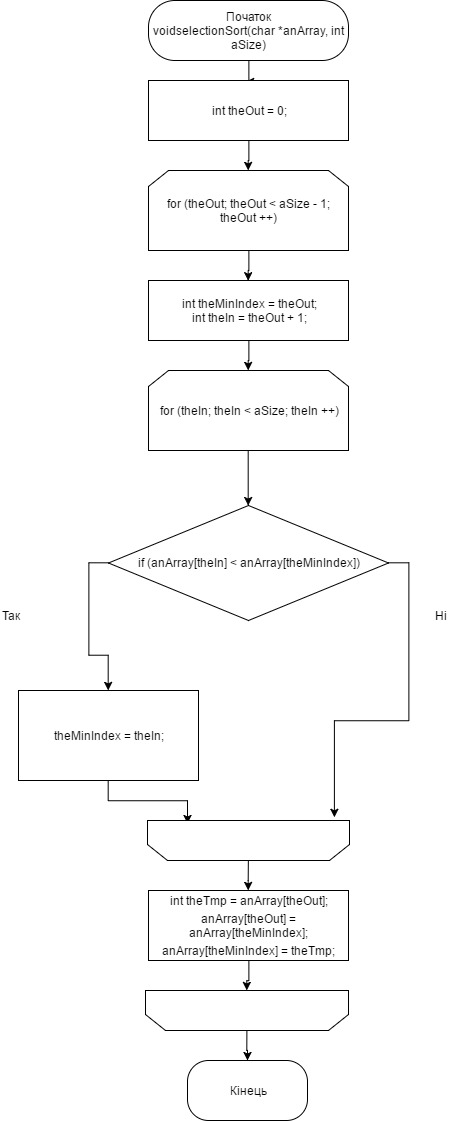 Початок
voidselectionSort(char *anArray, int
aSize)
int theOut = 0;
for (theOut; theOut < aSize - 1;
theOut ++)
int theMinIndex = theOut;
int theIn = theOut + 1;
for (theIn; theIn < aSize; theIn ++)
if (anArray[theIn] < anArray[theMinIndex])
Так
Ні
theMinIndex = theIn;
int theTmp = anArray[theOut];
anArray[theOut] =
anArray[theMinIndex];
anArray[theMinIndex] = theTmp;
Кінець